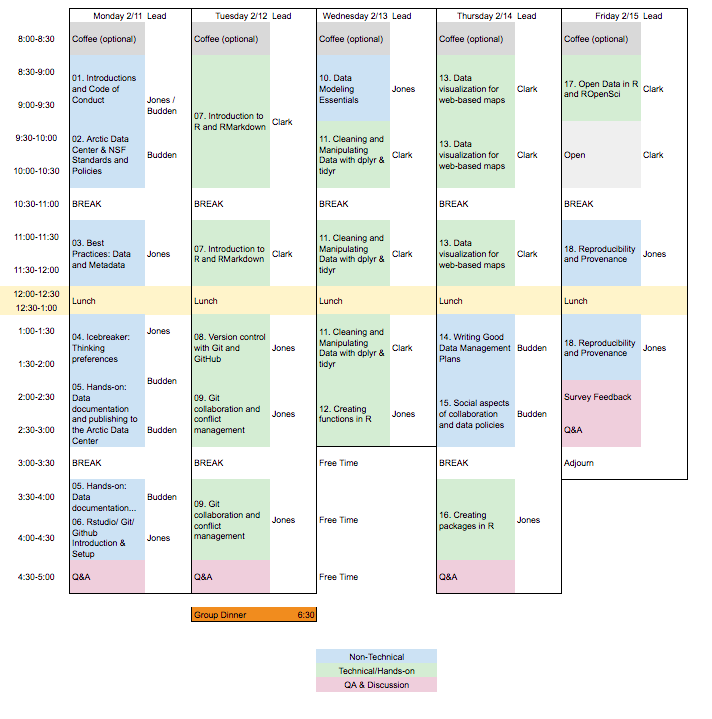 Monday 2/11 Lead Tuesday 2/12 Lead Wednesday 2/13 Lead Thursday 2/14 Lead Friday 2/15 Lead
8:00-8:30 Coffee (optional) Coffee (optional) Coffee (optional) Coffee (optional) Coffee (optional)
8:30-9:00
9:00-9:30
01. Introductions
and Code of
Conduct
Jones /
Burden
07. Introduction to
R and RMarkdown
Clark
10. Data
Modeling
Essentials
Jones
13. Data
visualization for
web-based maps
Clark
17. Open Data in R
and ROpenSci
Clark
9:30-10:00
10:00-10:30
02. Arctic Data
Center & NSF
Standards and
Policies
Budden
11. Cleaning and
Manipulating
Data with dplyr &
tidyr
Clark
13. Data
visualization for
web-based maps
Clark
Open
Clark
10:30-11:00 BREAK BREAK BREAK BREAK BREAK
11:00-11:30
11:30-12:00
03. Best
Practices: Data
and Metadata
Jones
07. Introduction to
R and RMarkdown
Clark
11. Cleaning and
Manipulating
Data with dplyr &
tidyr
Clark
13. Data
visualization for
web-based maps
Clark
18. Reproducibility
and Provenance
Jones
12:00-12:30
12:30-1:00
Lunch Lunch Lunch Lunch Lunch
1:00-1:30
1:30-2:00
04. Icebreaker:
Thinking
preferences
Jones
Budden
08. Version control
with Git and
GitHub
Jones
11. Cleaning and
Manipulating
Data with dplyr &
tidyr
Clark
14. Writing Good
Data Management
Plans
Budden
18. Reproducibility
and Provenance
Jones
2:00-2:30
2:30-3:00
05. Hands-on:
Data
documentation
and publishing to
the Arctic Data
Center
Budden
09. Git
collaboration and
conflict
management
Jones
12. Creating
functions in R
Jones
15. Social aspects
of collaboration
and data policies
Budden
Survey Feedback
Q&A
3:00-3:30 BREAK BREAK Free Time BREAK Adjourn
3:30-4:00
4:00-4:30
05. Hands-on:
Data
documentation...
Budden
06. Rstudio/ Git/
Github
Introduction &
Setup
Jones
09. Git
collaboration and
conflict
management
Jones
Free Time
16. Creating
packages in R
Jones
4:30-5:00 Q&A Q&A Free Time Q&A
Group Dinner 6:30
Non-Technical
Technical/Hands-on
QA & Discussion